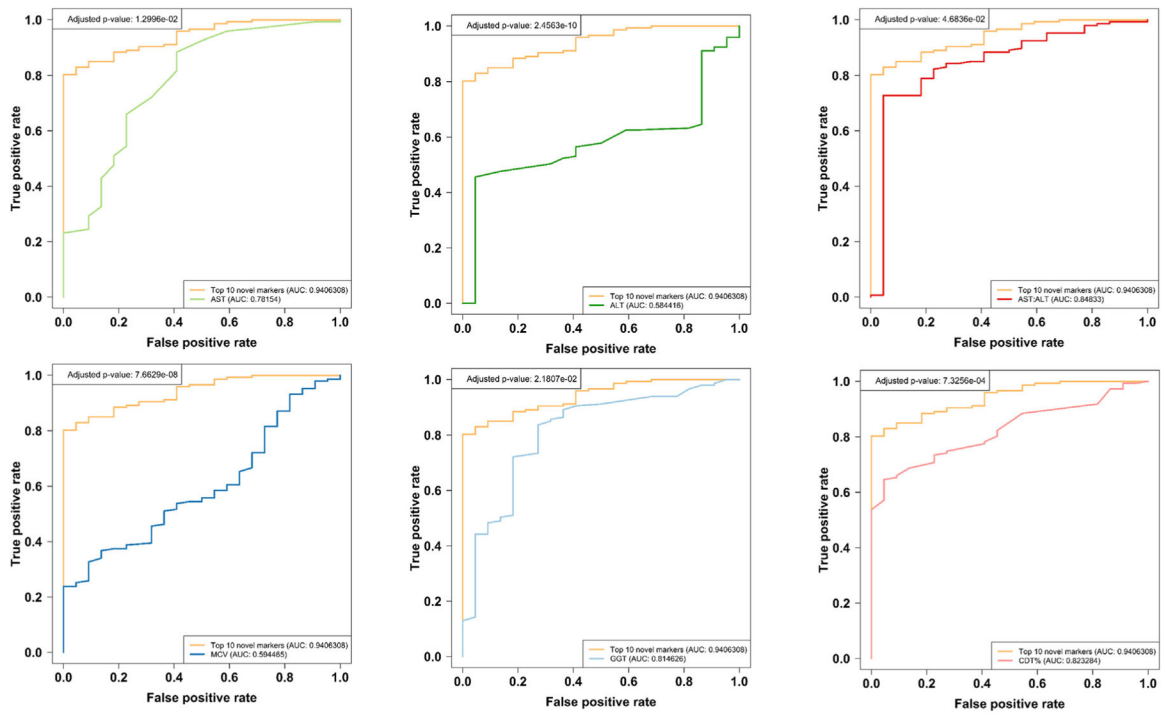 Adjusted p-value: 1.2996e-02
True positive rate
1.0
0.8
0.6
0.4
0.2
0.0
Top 10 novel markers (AUC: 0.9406308)
AST (AUC: 0.78154)
0.0 0.2 0.4 0.6 0.8 1.0
False positive rate
Adjusted p-value: 2.4563e-10
True positive rate
1.0
0.8
0.6
0.4
0.2
0.0
Top 10 novel markers (AUC: 0.9406308)
ALT (AUC: 0.584416)
0.0 0.2 0.4 0.6 0.8 1.0
False positive rate
Adjusted p-value: 4.6836e-02
True positive rate
1.0
0.8
0.6
0.4
0.2
0.0
Top 10 novel markers (AUC: 0.9406308)
AST:ALT (AUC: 0.84833)
0.0 0.2 0.4 0.6 0.8 1.0
False positive rate
Adjusted p-value: 7.6629e-08
True positive rate
1.0
0.8
0.6
0.4
0.2
0.0
Top 10 novel markers (AUC: 0.9406308)
MCV (AUC: 0.594465)
0.0 0.2 0.4 0.6 0.8 1.0
False positive rate
Adjusted p-value: 2.1807e-02
True positive rate
1.0
0.8
0.6
0.4
0.2
0.0
Top 10 novel markers (AUC: 0.9406308)
GGT (AUC: 0.814626)
0.0 0.2 0.4 0.6 0.8 1.0
False positive rate
Adjusted p-value: 7.3256e-04
True positive rate
1.0
0.8
0.6
0.4
0.2
0.0
Top 10 novel markers (AUC: 0.9406308)
CDT% (AUC: 0.823284)
0.0 0.2 0.4 0.6 0.8 1.0
False positive rate